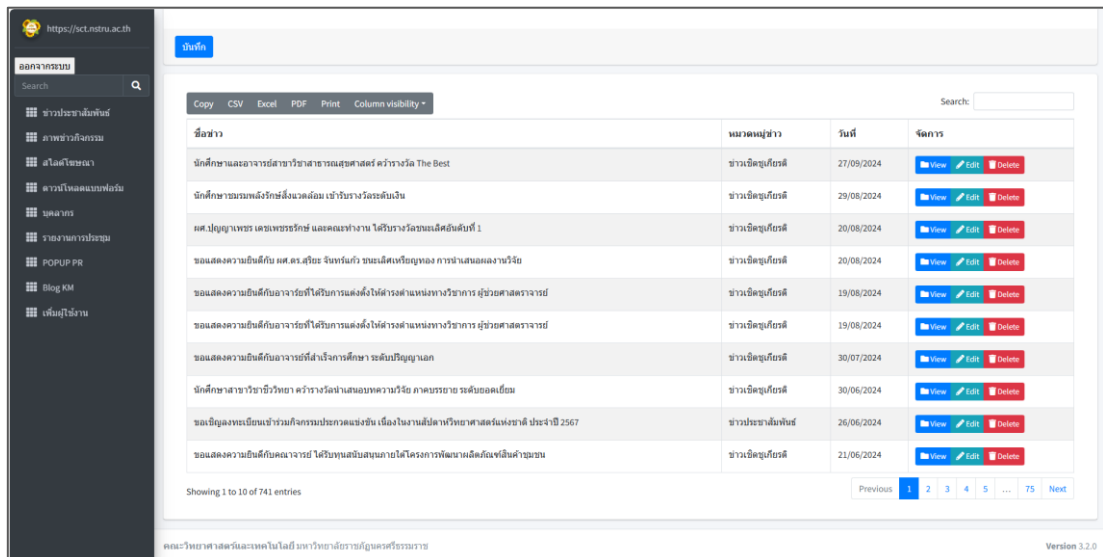 https://sct.nstru.ac.th
ออกจากระบบ
Search
ข่าวประชาสัมพันธ์
ภาพข่าวกิจกรรม
สไลด์โฆษณา
ดาวน์โหลดแบบฟอร์ม
บุคลากร
รายงานการประชุม
POPUP PR
Blog KM
เพิ่มผู้ใช้งาน
บันทึก
Copy CSV Excel PDF Print Column visibility
Search:
ชื่อข่าว หมวดหมู่ข่าว วันที่ จัดการ
นักศึกษาและอาจารย์สาขาวิชาสาธารณสุขศาสตร์ คว้ารางวัล The Best ข่าวเชิดชูเกียรติ 27/09/2024 View Edit Delete
นักศึกษาชมรมพลังรักษ์สิ่งแวดล้อม เข้ารับรางวัลระดับเงิน ข่าวเชิดชูเกียรติ 29/08/2024 View Edit Delete
ผศ.ปุญญาเพชร เดชเพชรรักษ์ และคณะทำงาน ได้รับรางวัลชนะเลิศอันดับที่ 1 ข่าวเชิดชูเกียรติ 20/08/2024 View Edit Delete
ขอแสดงความยินดีกับ ผศ.ดร.สุริยะ จันทร์แก้ว ชนะเลิศเหรียญทอง การนำเสนอผลงานวิจัย ข่าวเชิดชูเกียรติ 20/08/2024 View Edit Delete
ขอแสดงความยินดีกับอาจารย์ที่ได้รับการแต่งตั้งให้ดำรงตำแหน่งทางวิชาการ ผู้ช่วยศาสตราจารย์ ข่าวเชิดชูเกียรติ 19/08/2024 View Edit Delete
ขอแสดงความยินดีกับอาจารย์ที่ได้รับการแต่งตั้งให้ดำรงตำแหน่งทางวิชาการ ผู้ช่วยศาสตราจารย์ ข่าวเชิดชูเกียรติ 19/08/2024 View Edit Delete
ขอแสดงความยินดีกับอาจารย์ที่สำเร็จการศึกษา ระดับปริญญาเอก ข่าวเชิดชูเกียรติ 30/07/2024 View Edit Delete
นักศึกษาสาขาวิชาชีววิทยา คว้ารางวัลนำเสนอบทความวิจัย ภาคบรรยาย ระดับยอดเยี่ยม ข่าวเชิดชูเกียรติ 30/06/2024 View Edit Delete
ขอเชิญลงทะเบียนเข้าร่วมกิจกรรมประกวดแข่งขัน เนื่องในงานสัปดาห์วิทยาศาสตร์แห่งชาติ ประจำปี 2567 ข่าวประชาสัมพันธ์ 26/06/2024 View Edit Delete
ขอแสดงความยินดีกับคณาจารย์ ได้รับทุนสนับสนุนภายใต้โครงการพัฒนาผลิตภัณฑ์สินค้าชุมชน ข่าวเชิดชูเกียรติ 21/06/2024 View Edit Delete
Showing 1 to 10 of 741 entries
Previous 1 2 3 4 5 ... 75 Next
คณะวิทยาศาสตร์และเทคโนโลยี มหาวิทยาลัยราชภัฏนครศรีธรรมราช
Version 3.2.0